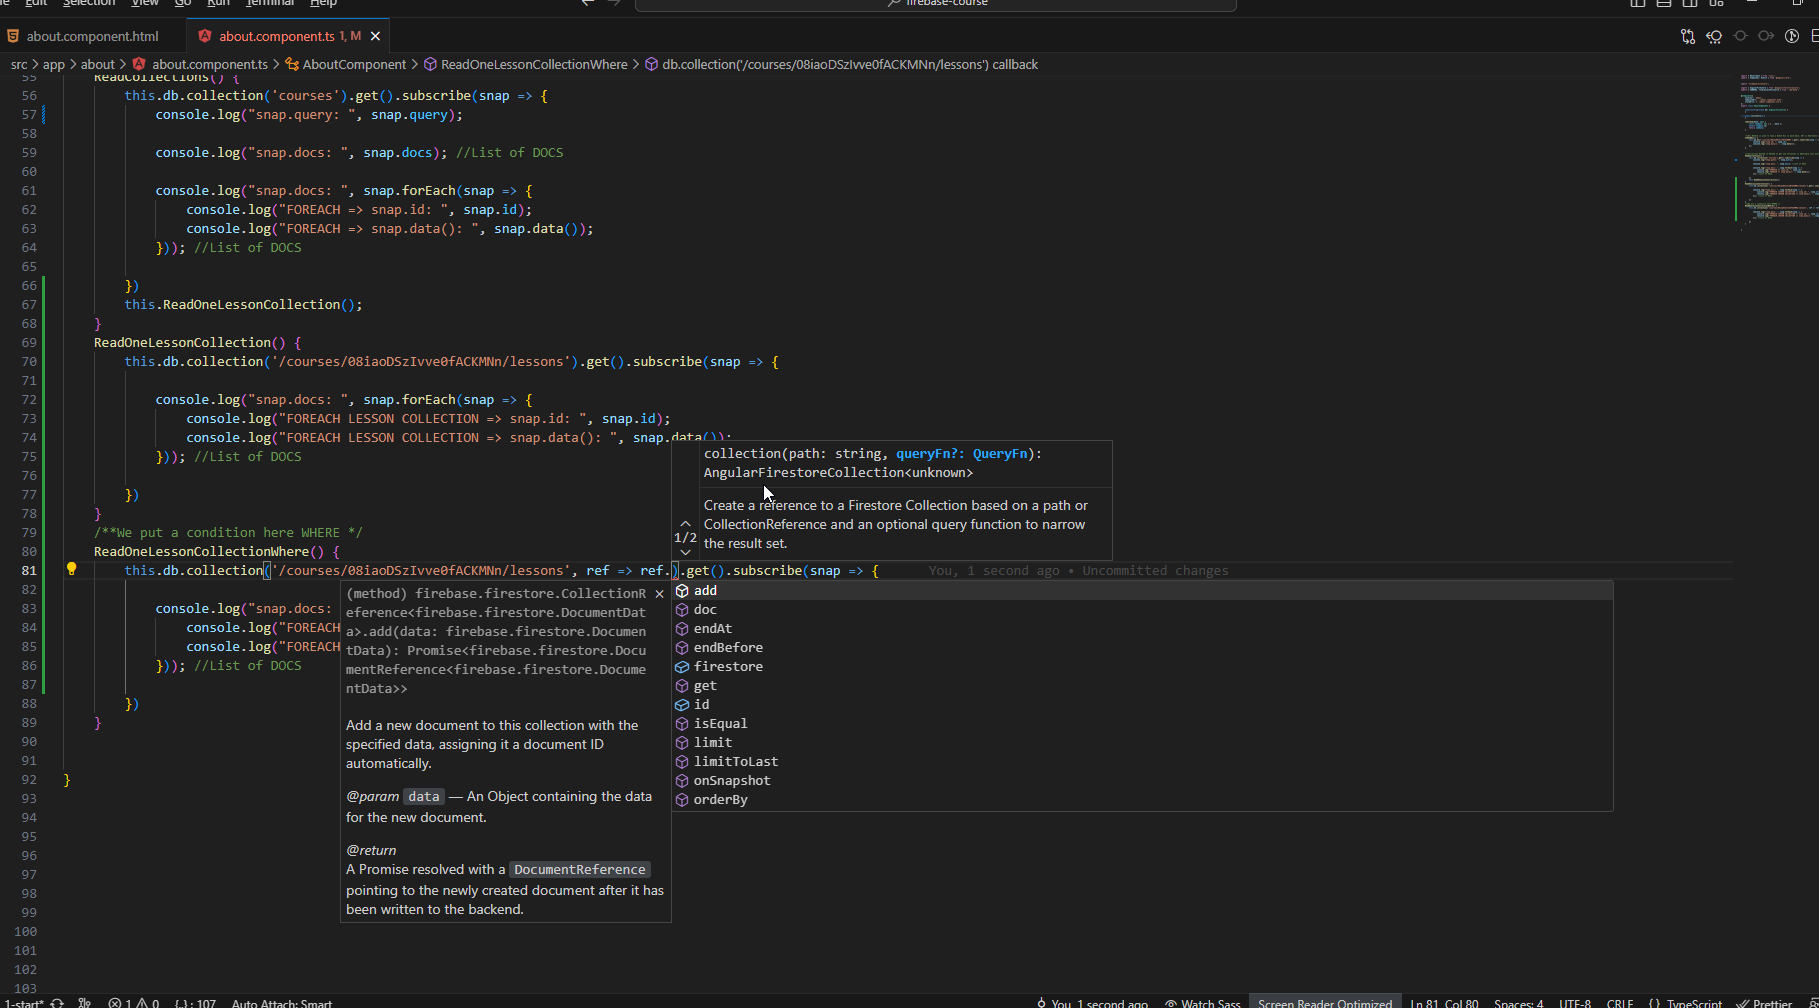 Edit Selection View Go Run Terminal Help
firebase-course
about.component.html
about.component.ts 1, M
src > app > about > about.component.ts > AboutComponent > ReadOneLessonCollectionWhere > db.collection('/courses/08iaoDSzIvve0fACKMNn/lessons') callback
55 ReadCollections() {
56 this.db.collection('courses').get().subscribe(snap => {
57 console.log("snap.query: ", snap.query);
58
59 console.log("snap.docs: ", snap.docs); //List of DOCS
60
61 console.log("snap.docs: ", snap.forEach(snap => {
62 console.log("FOREACH => snap.id: ", snap.id);
63 console.log("FOREACH => snap.data(): ", snap.data());
64 })); //List of DOCS
65
66 })
67 this.ReadOneLessonCollection();
68 }
69 ReadOneLessonCollection() {
70 this.db.collection('/courses/08iaoDSzIvve0fACKMNn/lessons').get().subscribe(snap => {
71
72 console.log("snap.docs: ", snap.forEach(snap => {
73 console.log("FOREACH LESSON COLLECTION => snap.id: ", snap.id);
74 console.log("FOREACH LESSON COLLECTION => snap.data(): ", snap.data());
75 })); //List of DOCS
76
77 })
78 }
79 /**We put a condition here WHERE */
80 ReadOneLessonCollectionWhere() {
81 this.db.collection('/courses/08iaoDSzIvve0fACKMNn/lessons', ref => ref.).get().subscribe(snap => {
You, 1 second ago • Uncommitted changes
82
83 console.log("snap.docs:
84 console.log("FOREACH
85 console.log("FOREACH
86 })); //List of DOCS
87
88 })
89 }
90
91
92 }
93
94
95
96
97
98
99
100
101
102
103
collection(path: string, queryFn?: QueryFn):
AngularFirestoreCollection<unknown>
Create a reference to a Firestore Collection based on a path or
CollectionReference and an optional query function to narrow
the result set.
1/2
(method) firebase.firestore.CollectionR
eference<firebase.firestore.DocumentDat
a>.add(data: firebase.firestore.Documen
tData): Promise<firebase.firestore.Docu
mentReference<firebase.firestore.Docume
ntData>>
Add a new document to this collection with the
specified data, assigning it a document ID
automatically.
@param data — An Object containing the data
for the new document.
@return
A Promise resolved with a DocumentReference
pointing to the newly created document after it has
been written to the backend.
add
doc
endAt
endBefore
firestore
get
id
isEqual
limit
limitToLast
onSnapshot
orderBy
1-start* 1 0 {..} : 107 Auto Attach: Smart
You, 1 second ago Watch Sass Screen Reader Optimized Ln 81, Col 80 Spaces: 4 UTF-8 CRLF {} TypeScript Prettier